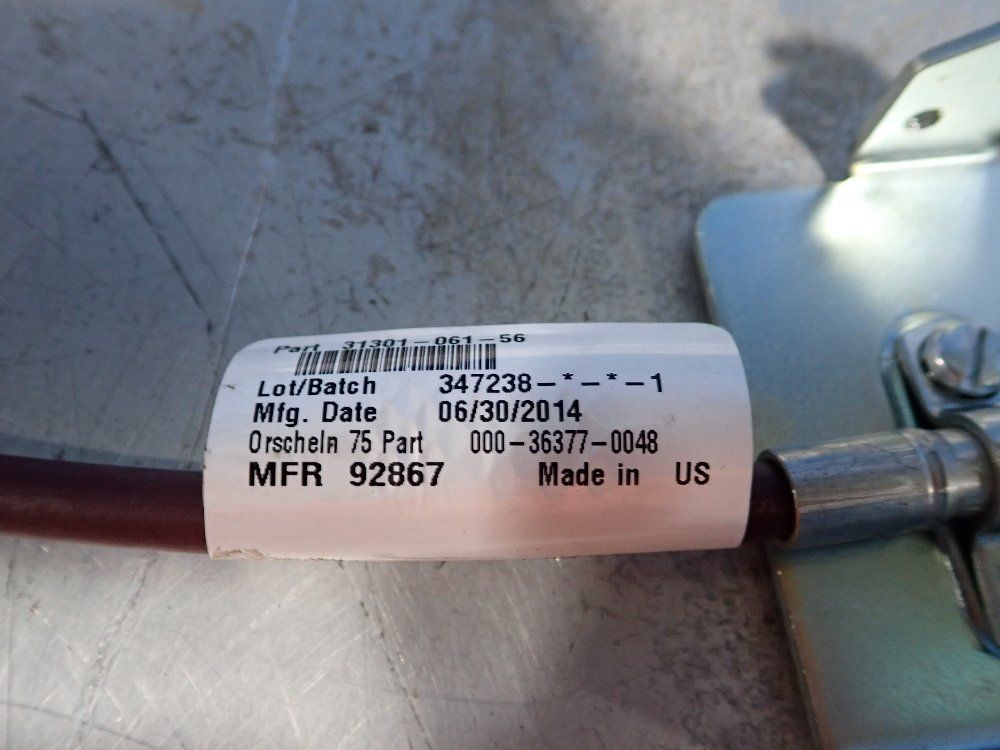 Part 31301-061-56
Lot/Batch 347238-*-*-1
Mfg. Date 06/30/2014
Orscheln 75 Part 000-36377-0048
MFR 92867 Made in US